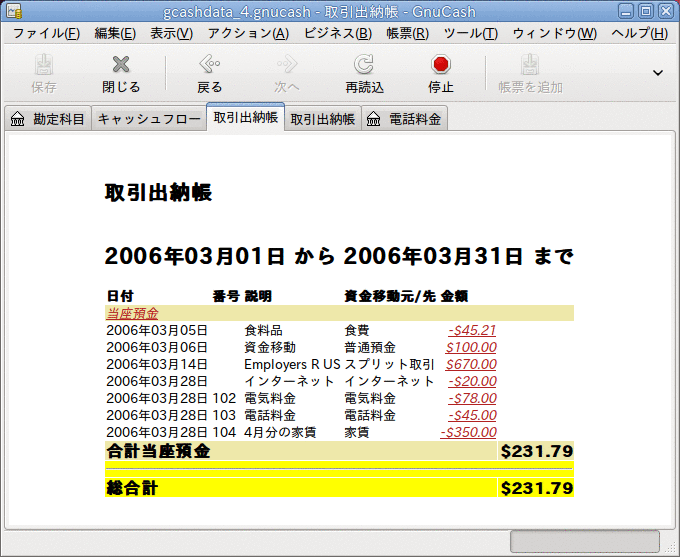 gcashdata_4.gnucash - 取引出納帳 - GnuCash
ファイル(F) 編集(E) 表示(V) アクション(A) ビジネス(B) 帳票(R) ツール(T) ウィンドウ(W) ヘルプ(H)
保存 閉じる 戻る 次へ 再読込 停止 帳票を追加
勘定科目 キャッシュフロー 取引出納帳 取引出納帳 電話料金
取引出納帳
2006年03月01日 から 2006年03月31日 まで
日付 番号 説明 資金移動元/先 金額
当座預金
2006年03月05日 食料品 食費 -$45.21
2006年03月06日 資金移動 普通預金 $100.00
2006年03月14日 Employers R US スプリット取引 $670.00
2006年03月28日 インターネット インターネット -$20.00
2006年03月28日 102 電気料金 電気料金 -$78.00
2006年03月28日 103 電話料金 電話料金 -$45.00
2006年03月28日 104 4月分の家賃 家賃 -$350.00
合計当座預金 $231.79
総合計 $231.79